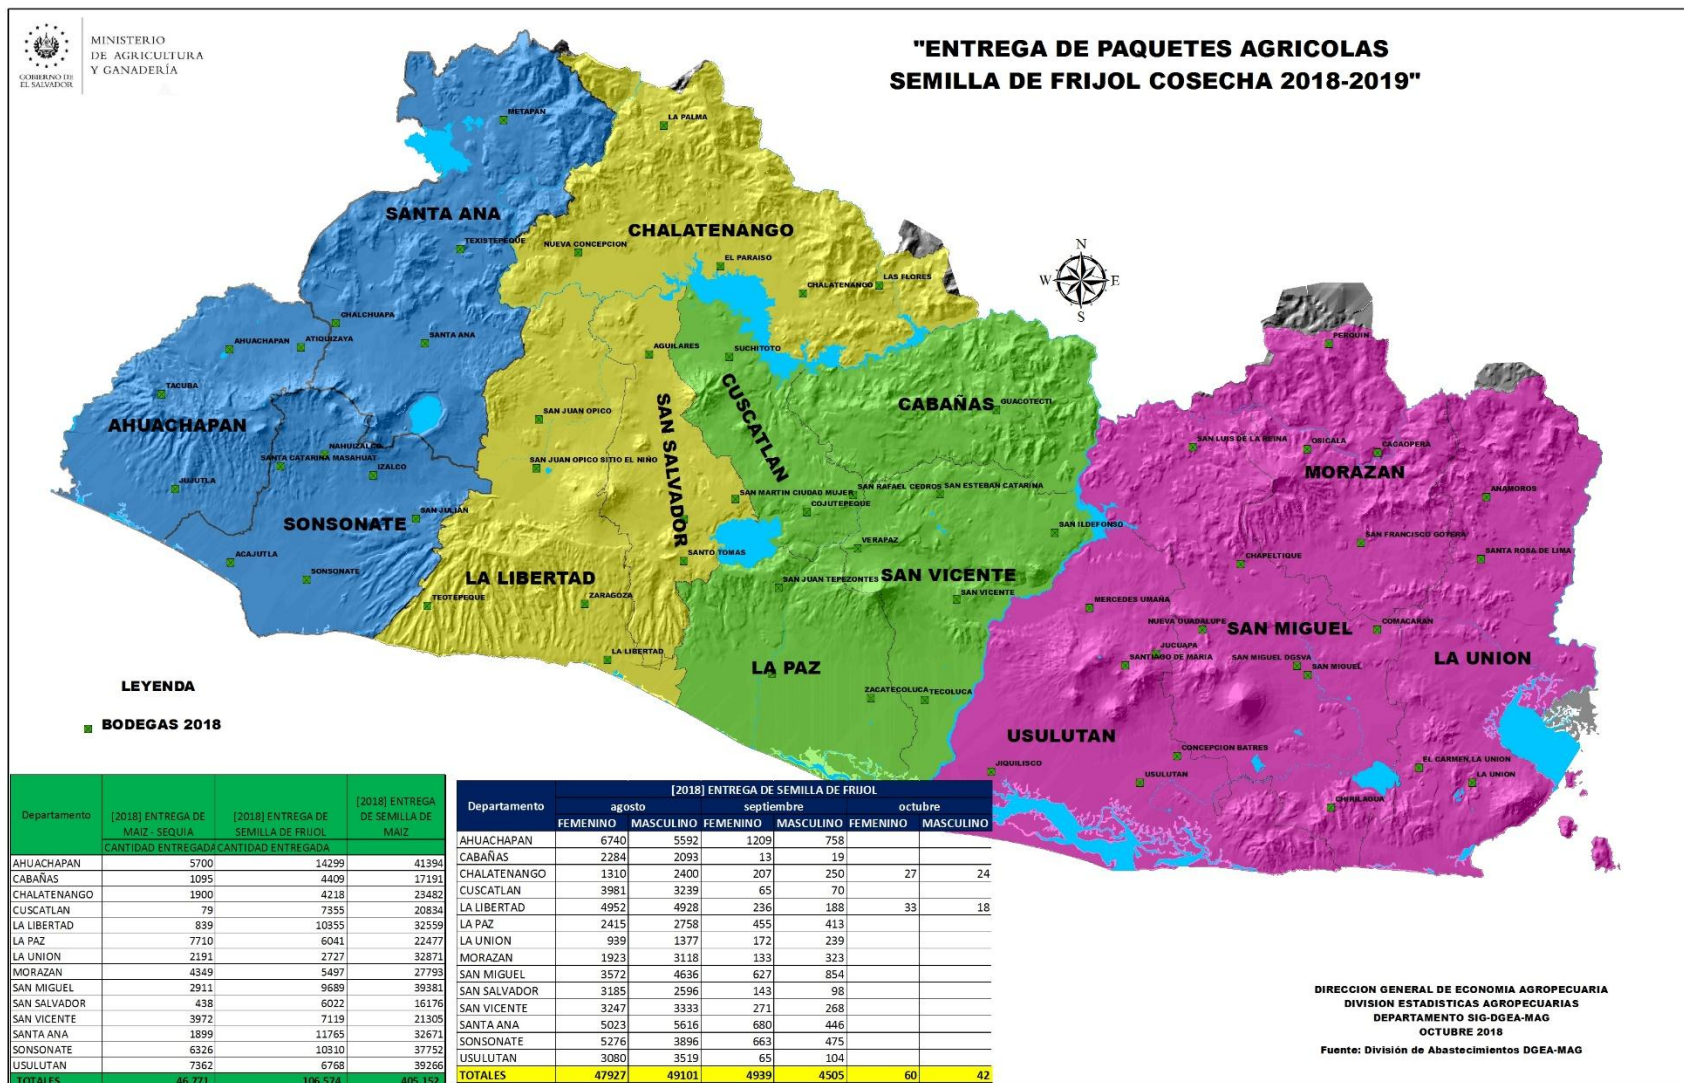 GOBIERNO DE
EL SALVADOR
MINISTERIO
DE AGRICULTURA
Y GANADERÍA
"ENTREGA DE PAQUETES AGRICOLAS
SEMILLA DE FRIJOL COSECHA 2018-2019"
METAPAN
LA PALMA
SANTA ANA
CHALATENANGO
TEXISTEPEQUE
NUEVA CONCEPCION
EL PARAISO
LAS FLORES
CHALATENANGO
N
W E
S
CHALCHUAPA
AHUACHAPAN
ATIQUIZAYA
SANTA ANA
AGUILARES
SUCHITOTO
PERQUIN
TACUBA
CUSCATLAN
CABAÑAS
GUACOTECTI
AHUACHAPAN
SAN JUAN OPICO
SAN SALVADOR
NAHUIZALCO
SANTA CATARINA MASAHUAT
IZALCO
SAN JUAN OPICO SITIO EL NIÑO
SAN LUIS DE LA REINA
OSICALA
CACAOPERA
MORAZAN
JUJUTLA
SAN MARTIN CIUDAD MUJER
SAN RAFAEL CEDROS
SAN ESTEBAN CATARINA
ANAMOROS
COJUTEPEQUE
SONSONATE
SAN JULIAN
SAN ILDEFONSO
SAN FRANCISCO GOTERA
ACAJUTLA
SANTO TOMAS
VERAPAZ
CHAPELTIQUE
SANTA ROSA DE LIMA
SONSONATE
LA LIBERTAD
SAN JUAN TEPEZONTES
SAN VICENTE
SAN VICENTE
TEOTEPEQUE
ZARAGOZA
MERCEDES UMAÑA
NUEVA GUADALUPE
SAN MIGUEL
COMACARAN
LA LIBERTAD
LA PAZ
JUCUAPA
SANTIAGO DE MARIA
SAN MIGUEL DGSVA
SAN MIGUEL
LA UNION
ZACATECOLUCA
TECOLUCA
USULUTAN
CONCEPCION BATRES
JIQUILISCO
USULUTAN
EL CARMEN,LA UNION
LA UNION
CHIRILAGUA
LEYENDA
BODEGAS 2018
Departamento [2018] ENTREGA DE MAIZ - SEQUIA [2018] ENTREGA DE SEMILLA DE FRIJOL [2018] ENTREGA DE SEMILLA DE MAIZ
CANTIDAD ENTREGADA CANTIDAD ENTREGADA
AHUACHAPAN 5700 14299 41394
CABAÑAS 1095 4409 17191
CHALATENANGO 1900 4218 23482
CUSCATLAN 79 7355 20834
LA LIBERTAD 839 10355 32559
LA PAZ 7710 6041 22477
LA UNION 2191 2727 32871
MORAZAN 4349 5497 27793
SAN MIGUEL 2911 9689 39381
SAN SALVADOR 438 6022 16176
SAN VICENTE 3972 7119 21305
SANTA ANA 1899 11765 32671
SONSONATE 6326 10310 37752
USULUTAN 7362 6768 39266
TOTALES 46,771 106,574 405,152
Departamento [2018] ENTREGA DE SEMILLA DE FRIJOL
agosto septiembre octubre
FEMENINO MASCULINO FEMENINO MASCULINO FEMENINO MASCULINO
AHUACHAPAN 6740 5592 1209 758
CABAÑAS 2284 2093 13 19
CHALATENANGO 1310 2400 207 250 27 24
CUSCATLAN 3981 3239 65 70
LA LIBERTAD 4952 4928 236 188 33 18
LA PAZ 2415 2758 455 413
LA UNION 939 1377 172 239
MORAZAN 1923 3118 133 323
SAN MIGUEL 3572 4636 627 854
SAN SALVADOR 3185 2596 143 98
SAN VICENTE 3247 3333 271 268
SANTA ANA 5023 5616 680 446
SONSONATE 5276 3896 663 475
USULUTAN 3080 3519 65 104
TOTALES 47927 49101 4939 4505 60 42
DIRECCION GENERAL DE ECONOMIA AGROPECUARIA
DIVISION ESTADISTICAS AGROPECUARIAS
DEPARTAMENTO SIG-DGEA-MAG
OCTUBRE 2018
Fuente: División de Abastecimientos DGEA-MAG